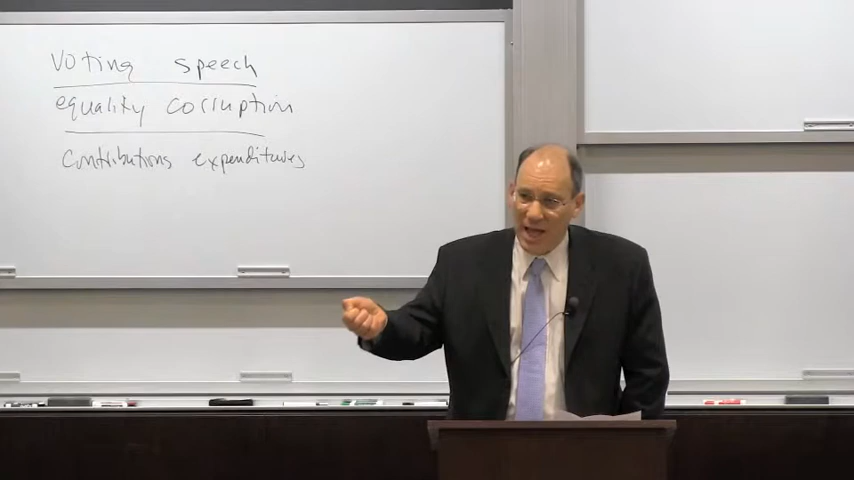 Voting speech
equality corruption
Contributions expenditures